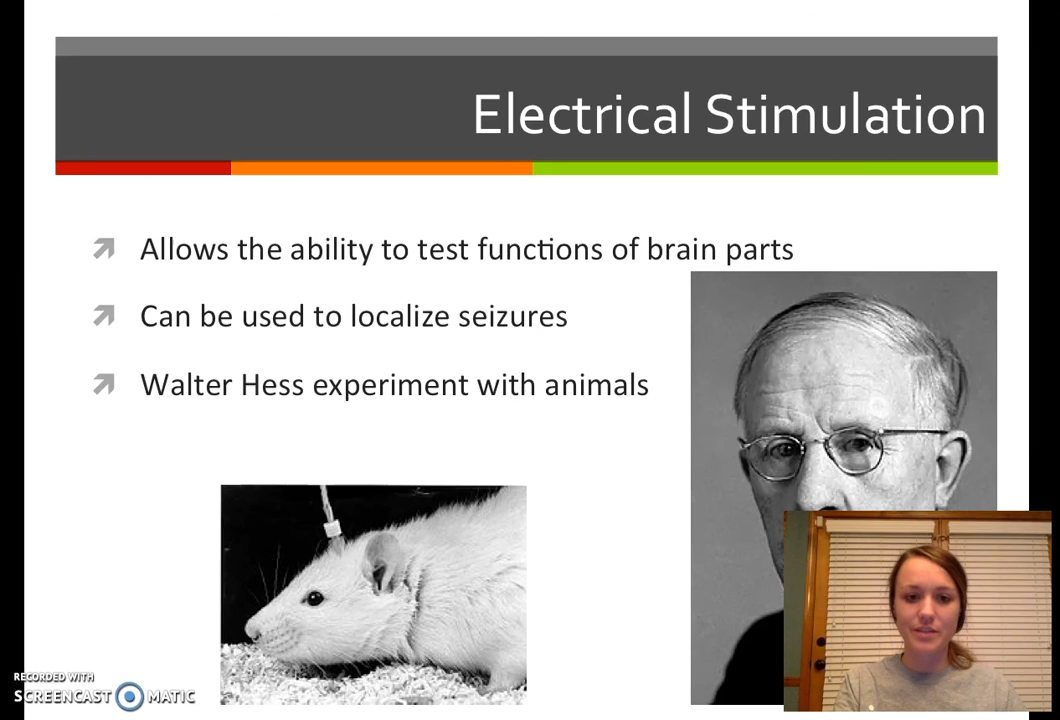 Electrical Stimulation
Allows the ability to test functions of brain parts
Can be used to localize seizures
Walter Hess experiment with animals
RECORDED WITH
SCREENCAST MATIC